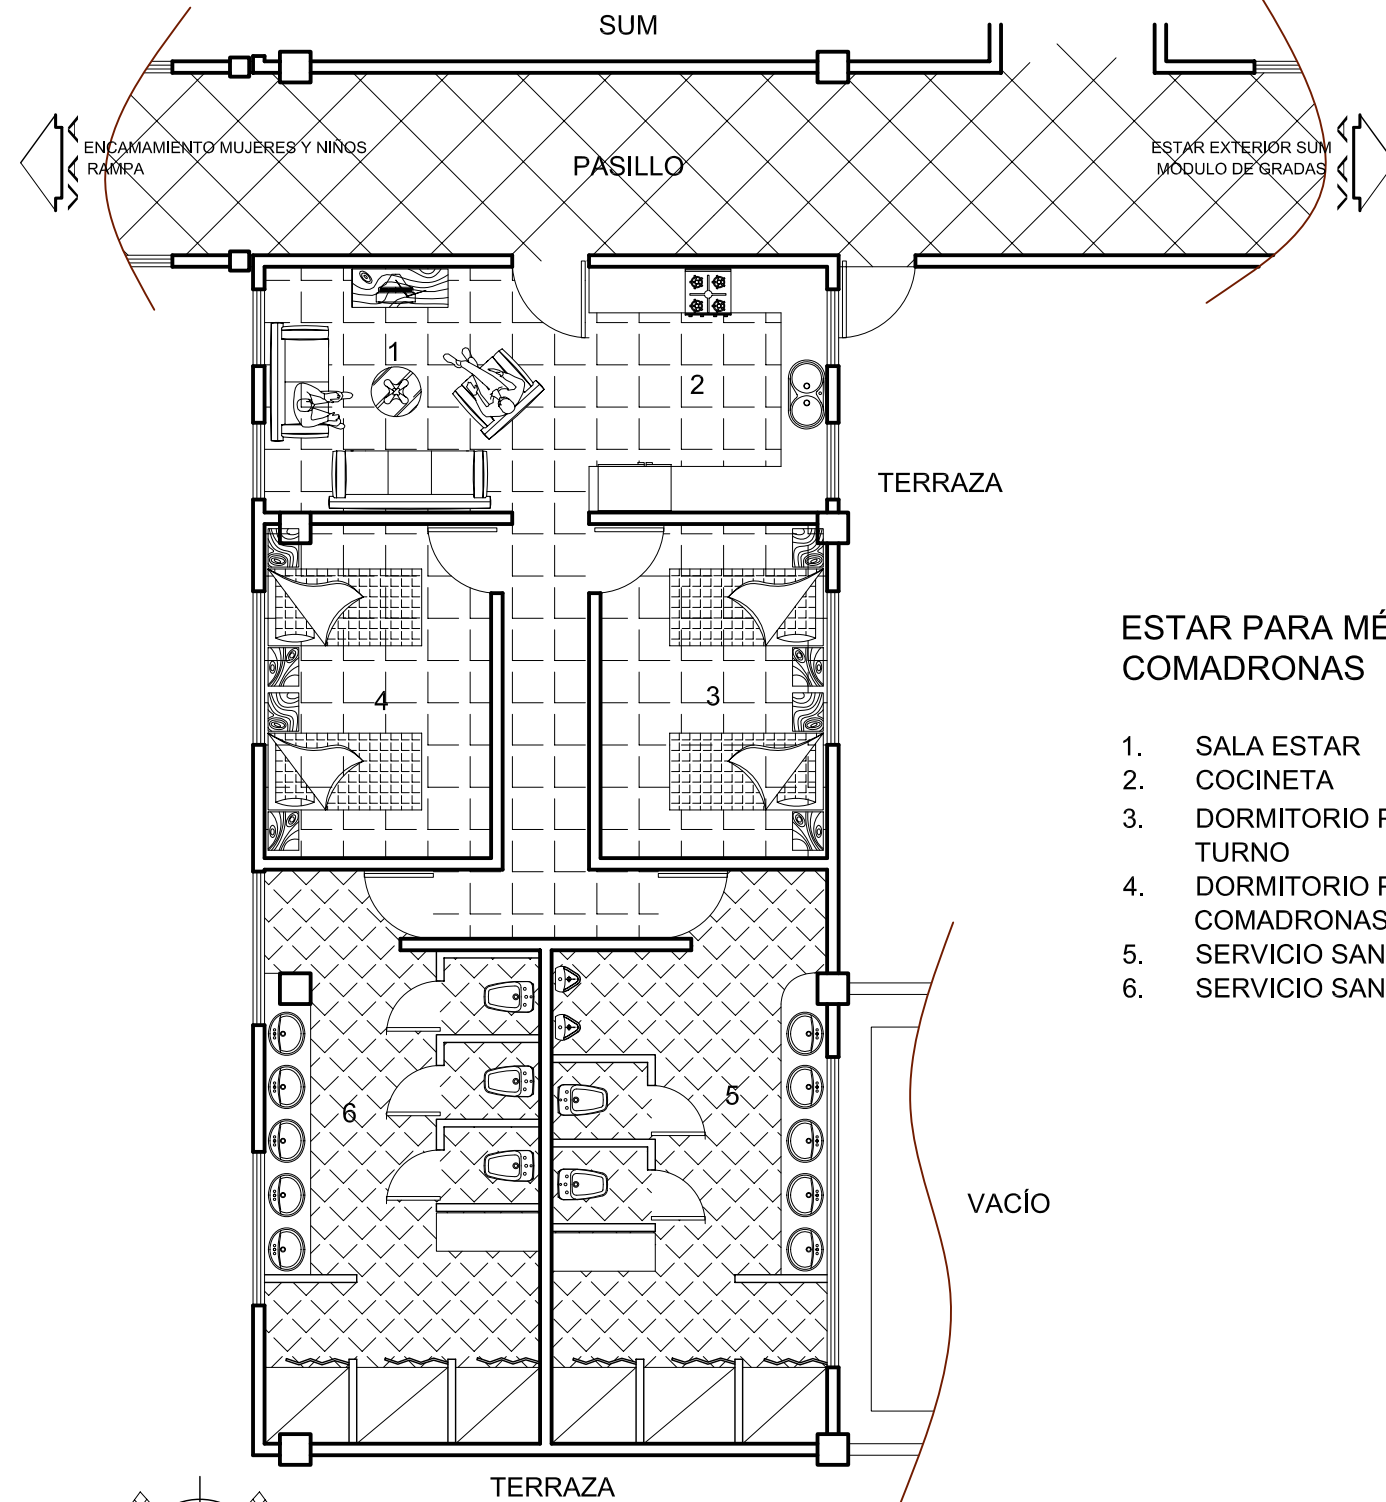 SUM
ENCAMAMIENTO MUJERES Y NIÑOS
RAMPA
PASILLO
ESTAR EXTERIOR SUM
MÓDULO DE GRADAS
1
2
TERRAZA
4
3
ESTAR PARA MÉ
COMADRONAS
1. SALA ESTAR
2. COCINETA
3. DORMITORIO
TURNO
4. DORMITORIO
COMADRONAS
5. SERVICIO SAN
6. SERVICIO SAN
6
5
VACÍO
TERRAZA